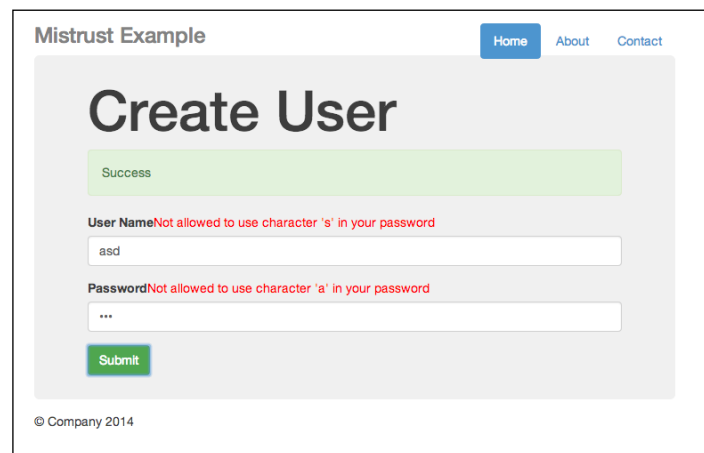 Mistrust Example
Home About Contact
Create User
Success
User NameNot allowed to use character 's' in your password
asd
PasswordNot allowed to use character 'a' in your password
•••
Submit
© Company 2014